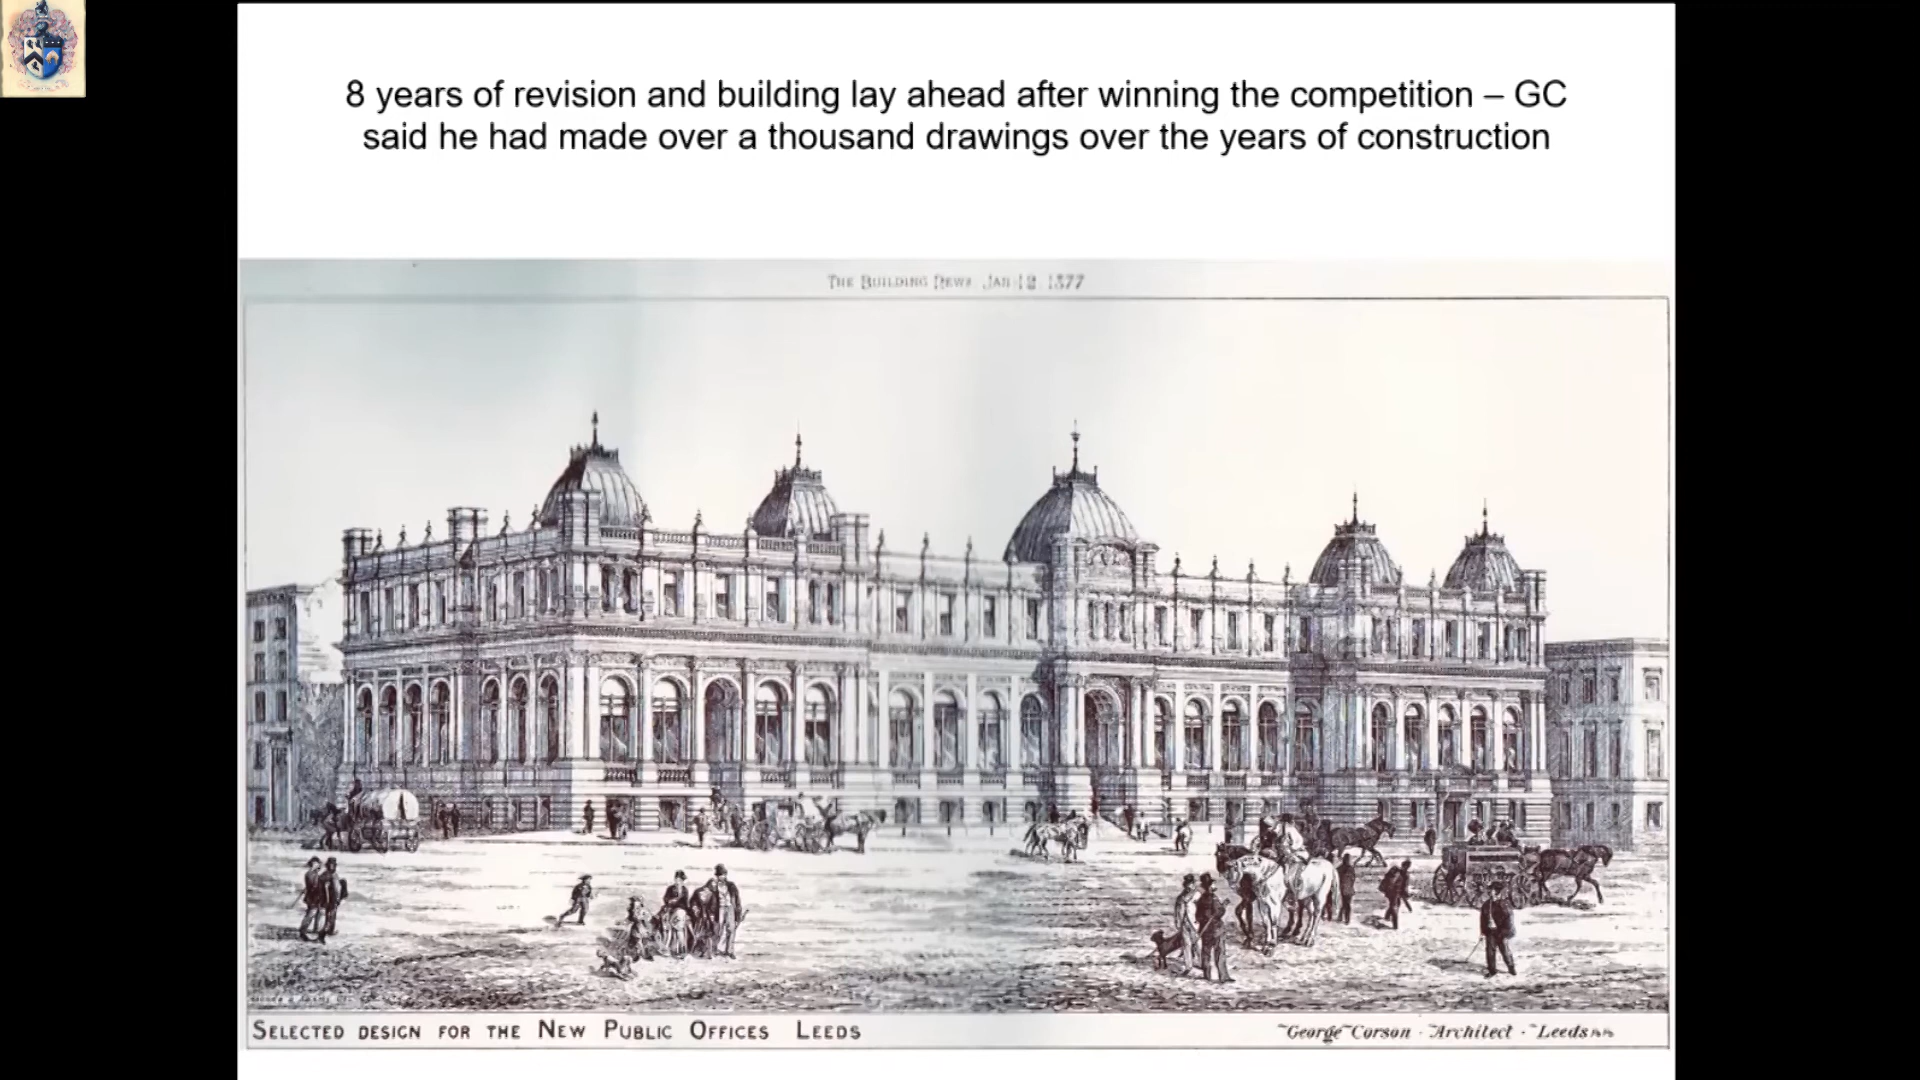 8 years of revision and building lay ahead after winning the competition – GC
said he had made over a thousand drawings over the years of construction
THE BUILDING NEWS, JAN 12, 1877
SELECTED DESIGN FOR THE NEW PUBLIC OFFICES LEEDS
George Corson · Architect · Leeds